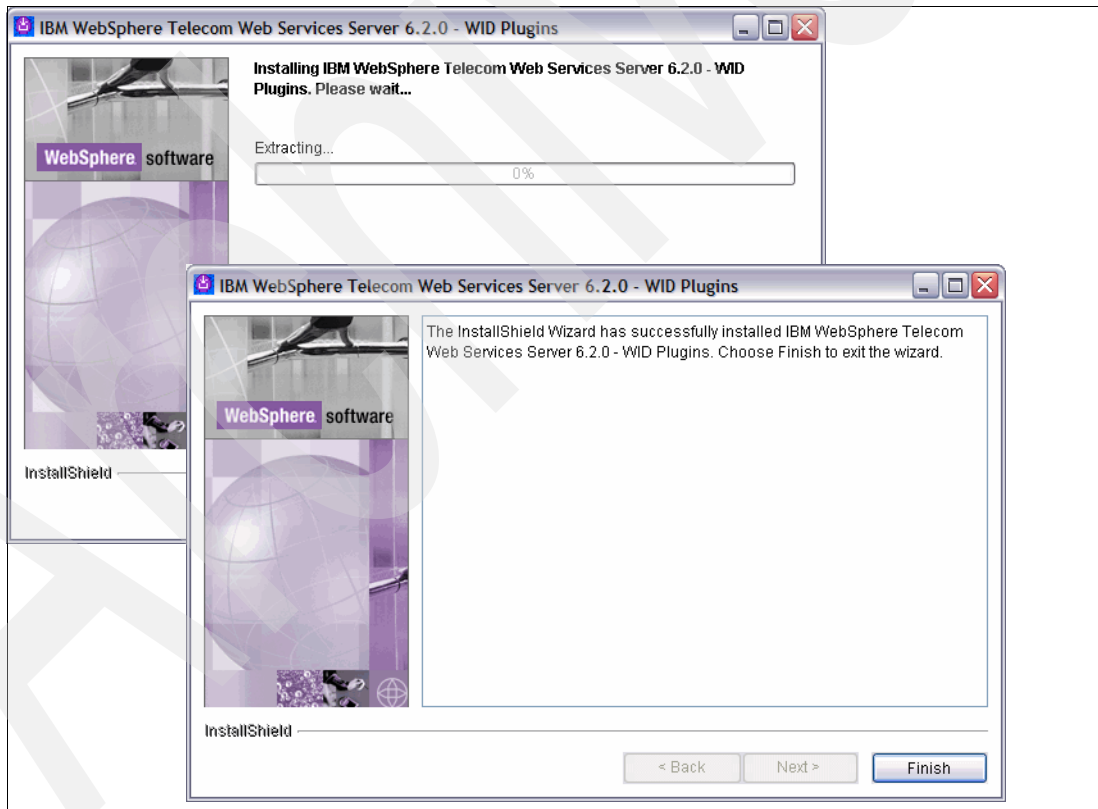 IBM WebSphere Telecom Web Services Server 6.2.0 - WID Plugins
Installing IBM WebSphere Telecom Web Services Server 6.2.0 - WID
Plugins. Please wait...
WebSphere. software
Extracting...
0%
InstallShield
IBM WebSphere Telecom Web Services Server 6.2.0 - WID Plugins
The InstallShield Wizard has successfully installed IBM WebSphere Telecom
Web Services Server 6.2.0 - WID Plugins. Choose Finish to exit the wizard.
WebSphere. software
InstallShield
< Back
Next >
Finish